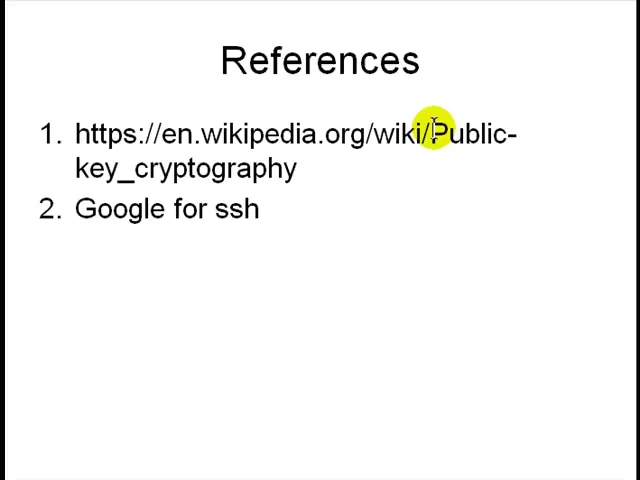 References
1. https://en.wikipedia.org/wiki/Public-
key_cryptography
2. Google for ssh